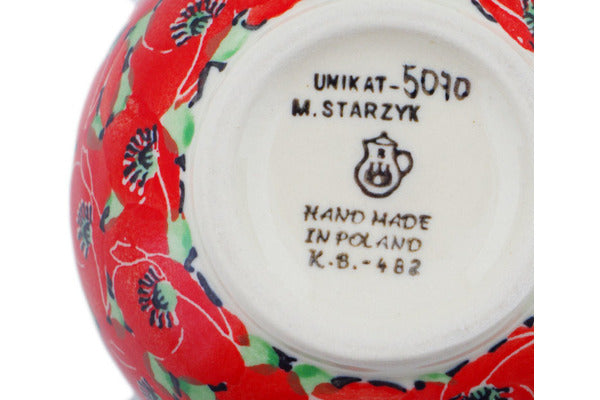 UNIKAT-5070
M. STARZYK
HAND MADE
IN POLAND
K.B.-482